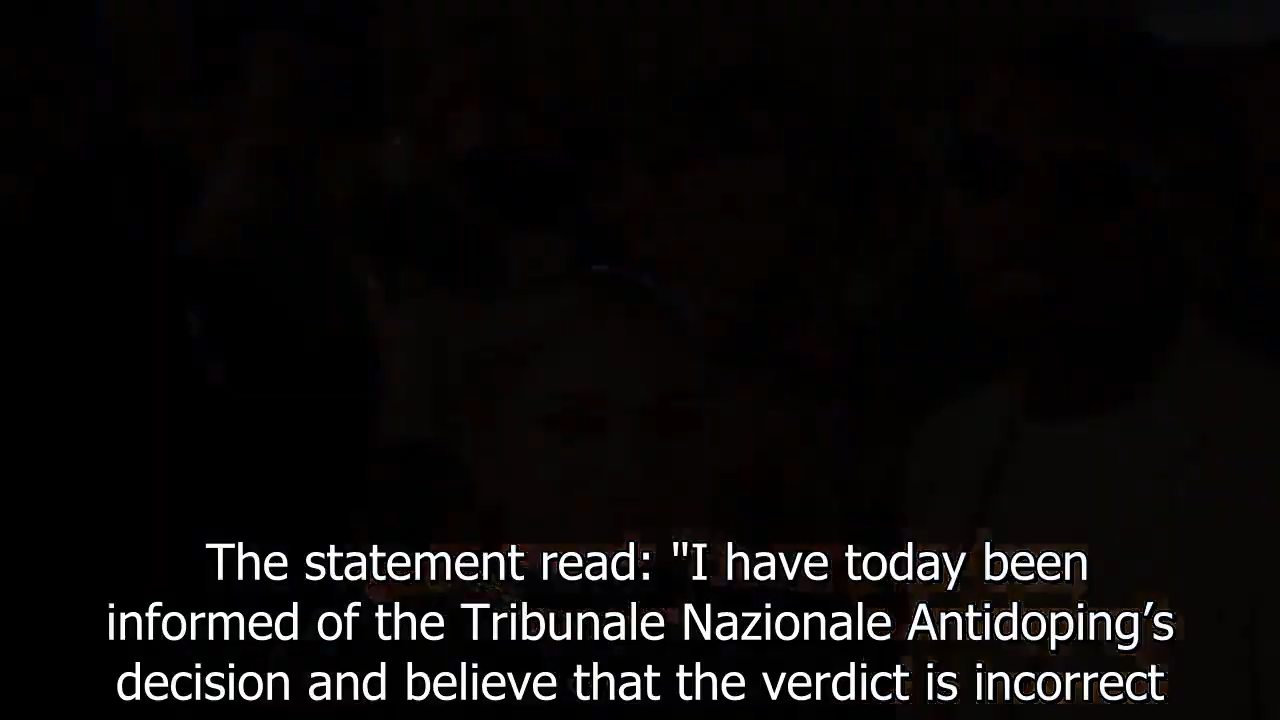 The statement read: "I have today been
informed of the Tribunale Nazionale Antidoping’s
decision and believe that the verdict is incorrect